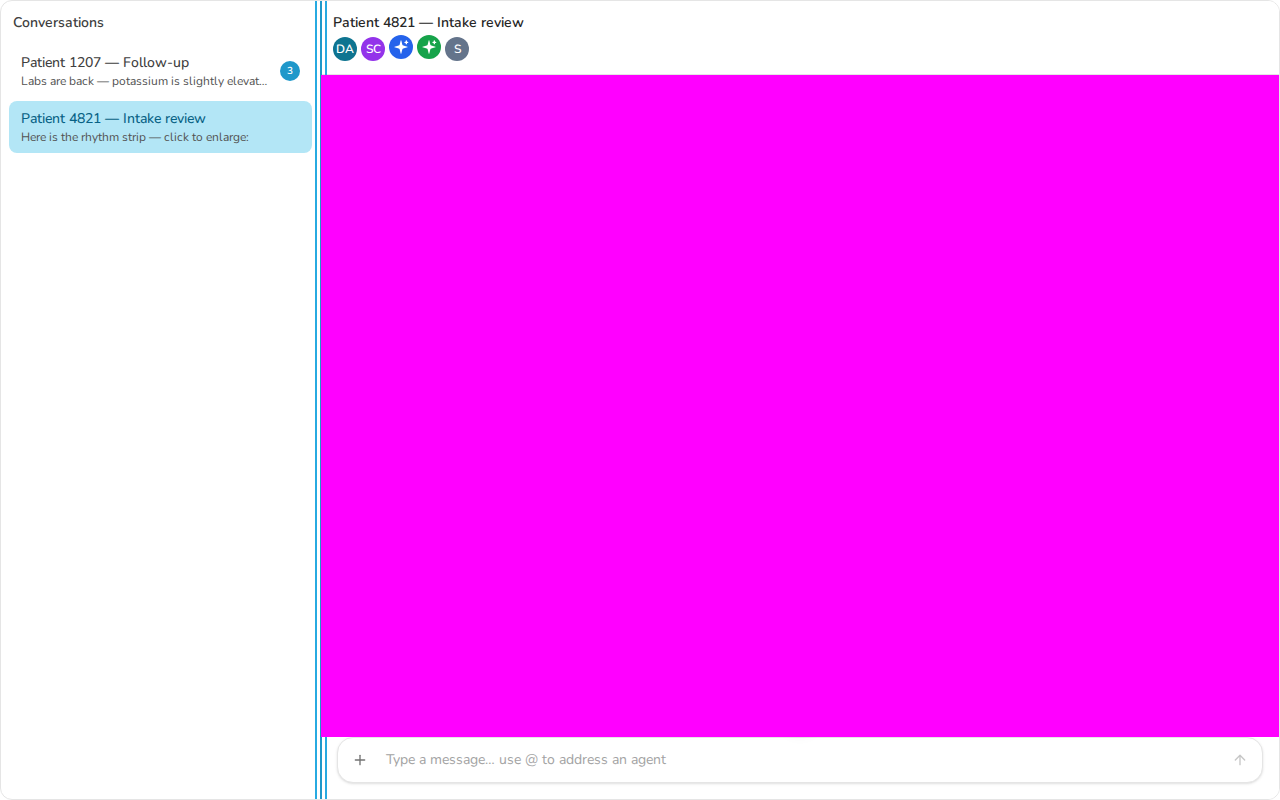 Conversations
Patient 1207 — Follow-up
Labs are back — potassium is slightly elevat...
3
Patient 4821 — Intake review
Here is the rhythm strip — click to enlarge:
Patient 4821 — Intake review
DA SC S
Type a message... use @ to address an agent